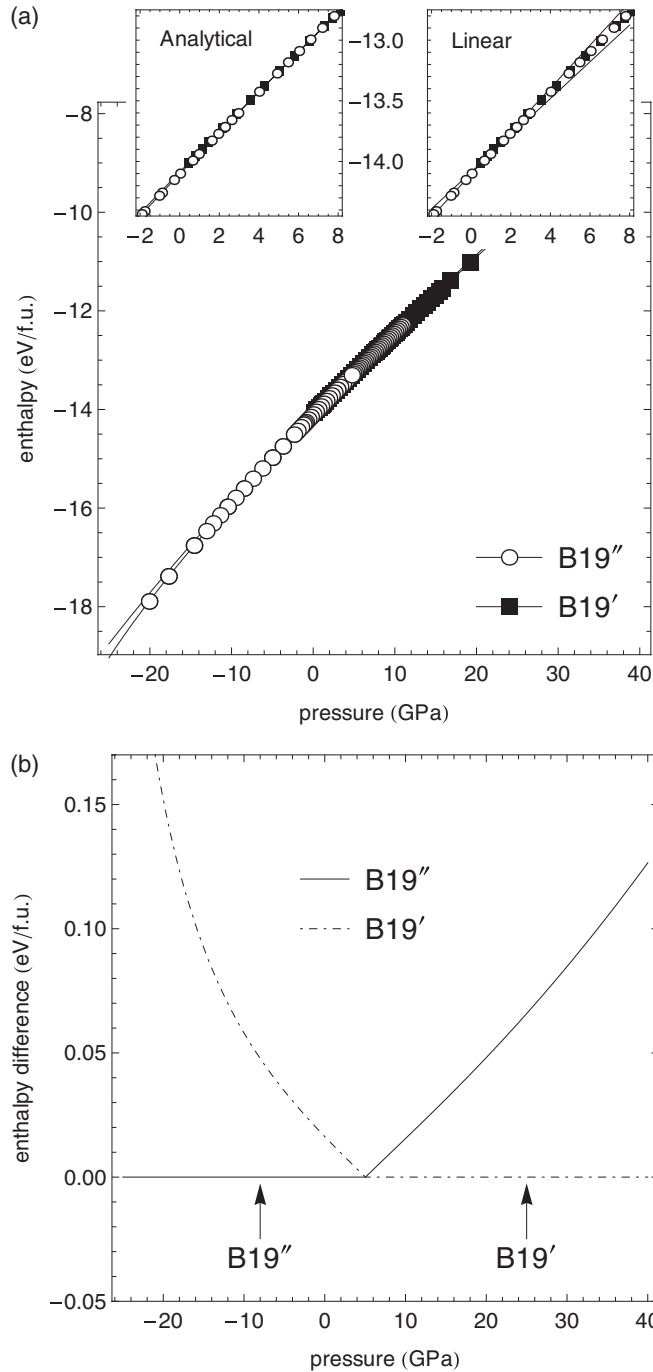 (a)
Analytical
Linear
−13.0
−13.5
−14.0
−2 0 2 4 6 8
−2 0 2 4 6 8
−8
−10
−12
−14
−16
−18
enthalpy (eV/f.u.)
B19″
B19′
−20 −10 0 10 20 30 40
pressure (GPa)
(b)
0.15
0.10
0.05
0.00
−0.05
enthalpy difference (eV/f.u.)
B19″
B19′
B19″
B19′
−20 −10 0 10 20 30 40
pressure (GPa)